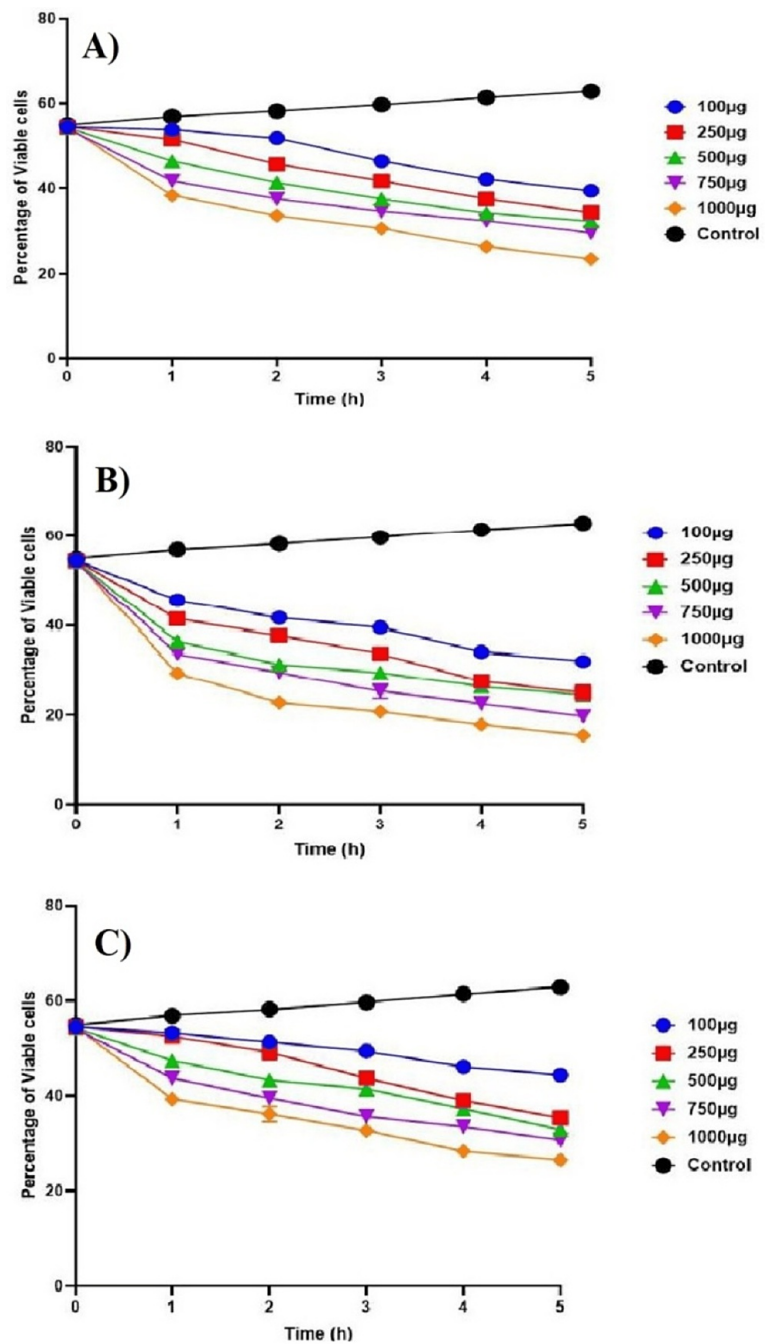 A)
80
60
40
20
0
Percentage of Viable cells
0 1 2 3 4 5
Time (h)
100µg
250µg
500µg
750µg
1000µg
Control
B)
80
60
40
20
0
Percentage of Viable cells
0 1 2 3 4 5
Time (h)
100µg
250µg
500µg
750µg
1000µg
Control
C)
80
60
40
20
0
Percentage of Viable cells
0 1 2 3 4 5
Time (h)
100µg
250µg
500µg
750µg
1000µg
Control